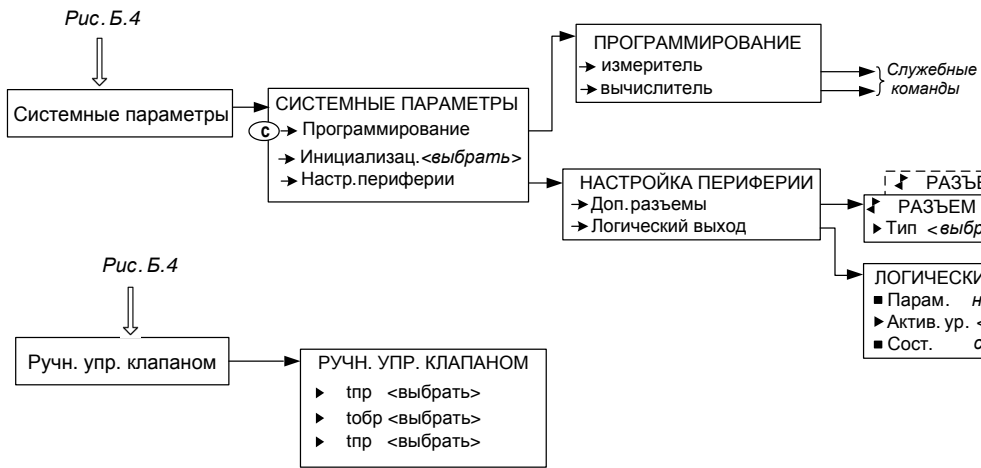 Рис. Б.4
Системные параметры
СИСТЕМНЫЕ ПАРАМЕТРЫ
С Программирование
Инициализац. <выбрать>
Настр.периферии
ПРОГРАММИРОВАНИЕ
измеритель
вычислитель
Служебные
команды
НАСТРОЙКА ПЕРИФЕРИИ
Доп.разъемы
Логический выход
РАЗЪЕМ
Тип
Парам.
Актив. ур.
Сост.
Рис. Б.4
Ручн. упр. клапаном
РУЧН. УПР. КЛАПАНОМ
tпр <выбрать>
tобр <выбрать>
tпр <выбрать>